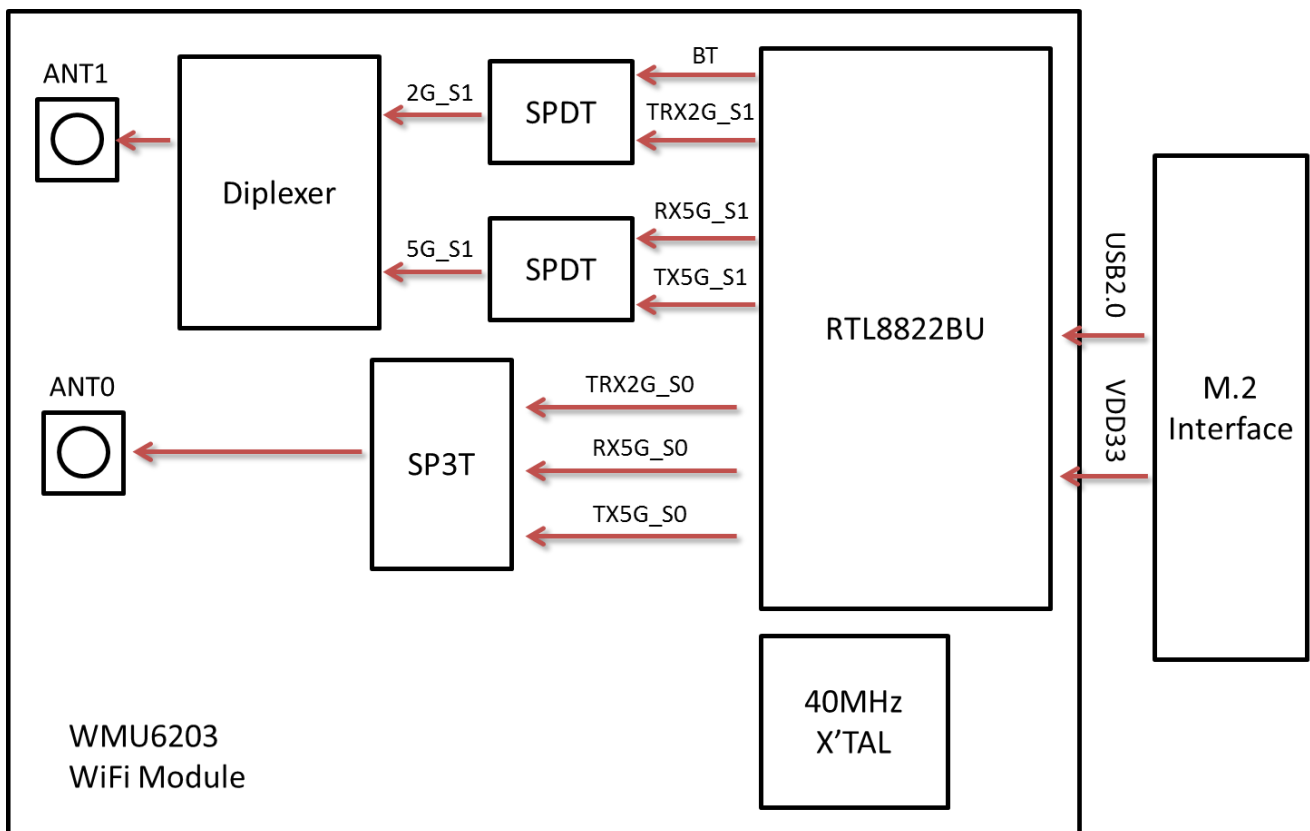 ANT1
Diplexer
2G_S1
SPDT
BT
TRX2G_S1
5G_S1
SPDT
RX5G_S1
TX5G_S1
RTL8822BU
USB2.0
VDD33
M.2
Interface
ANT0
SP3T
TRX2G_S0
RX5G_S0
TX5G_S0
40MHz
X'TAL
WMU6203
WiFi Module